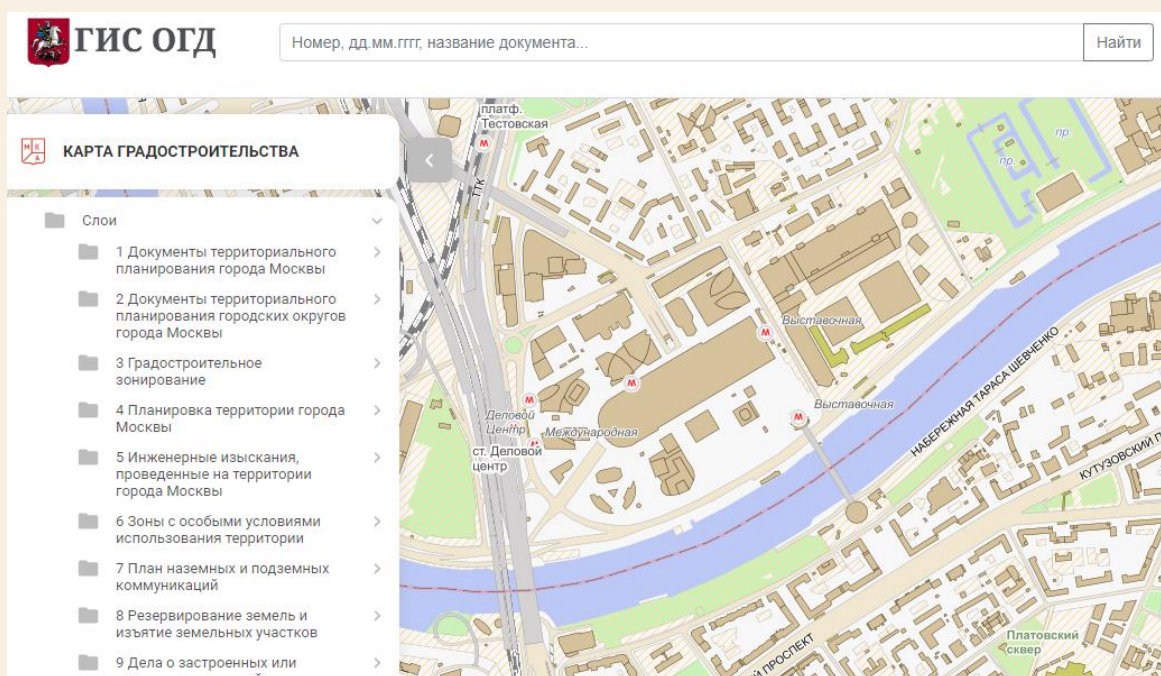 ГИС ОГД
Номер, дд.мм.гггг, название документа...
Найти
МКА
КАРТА ГРАДОСТРОИТЕЛЬСТВА
Слои
1 Документы территориального
планирования города Москвы
2 Документы территориального
планирования городских округов
города Москвы
3 Градостроительное
зонирование
4 Планировка территории города
Москвы
5 Инженерные изыскания,
проведенные на территории
города Москвы
6 Зоны с особыми условиями
использования территории
7 План наземных и подземных
коммуникаций
8 Резервирование земель и
изъятие земельных участков
9 Дела о застроенных или
платф.
Тестовская
М
ПК
пр.
пр.
Выставочная
М
М
М
Деловой
Центр
Международная
ст. Деловой
центр
Выставочная
М
НАБЕРЕЖНАЯ ТАРАСА ШЕВЧЕНКО
КУТУЗОВСКИЙ П
ИЙ ПРОСПЕКТ
Платовский
сквер